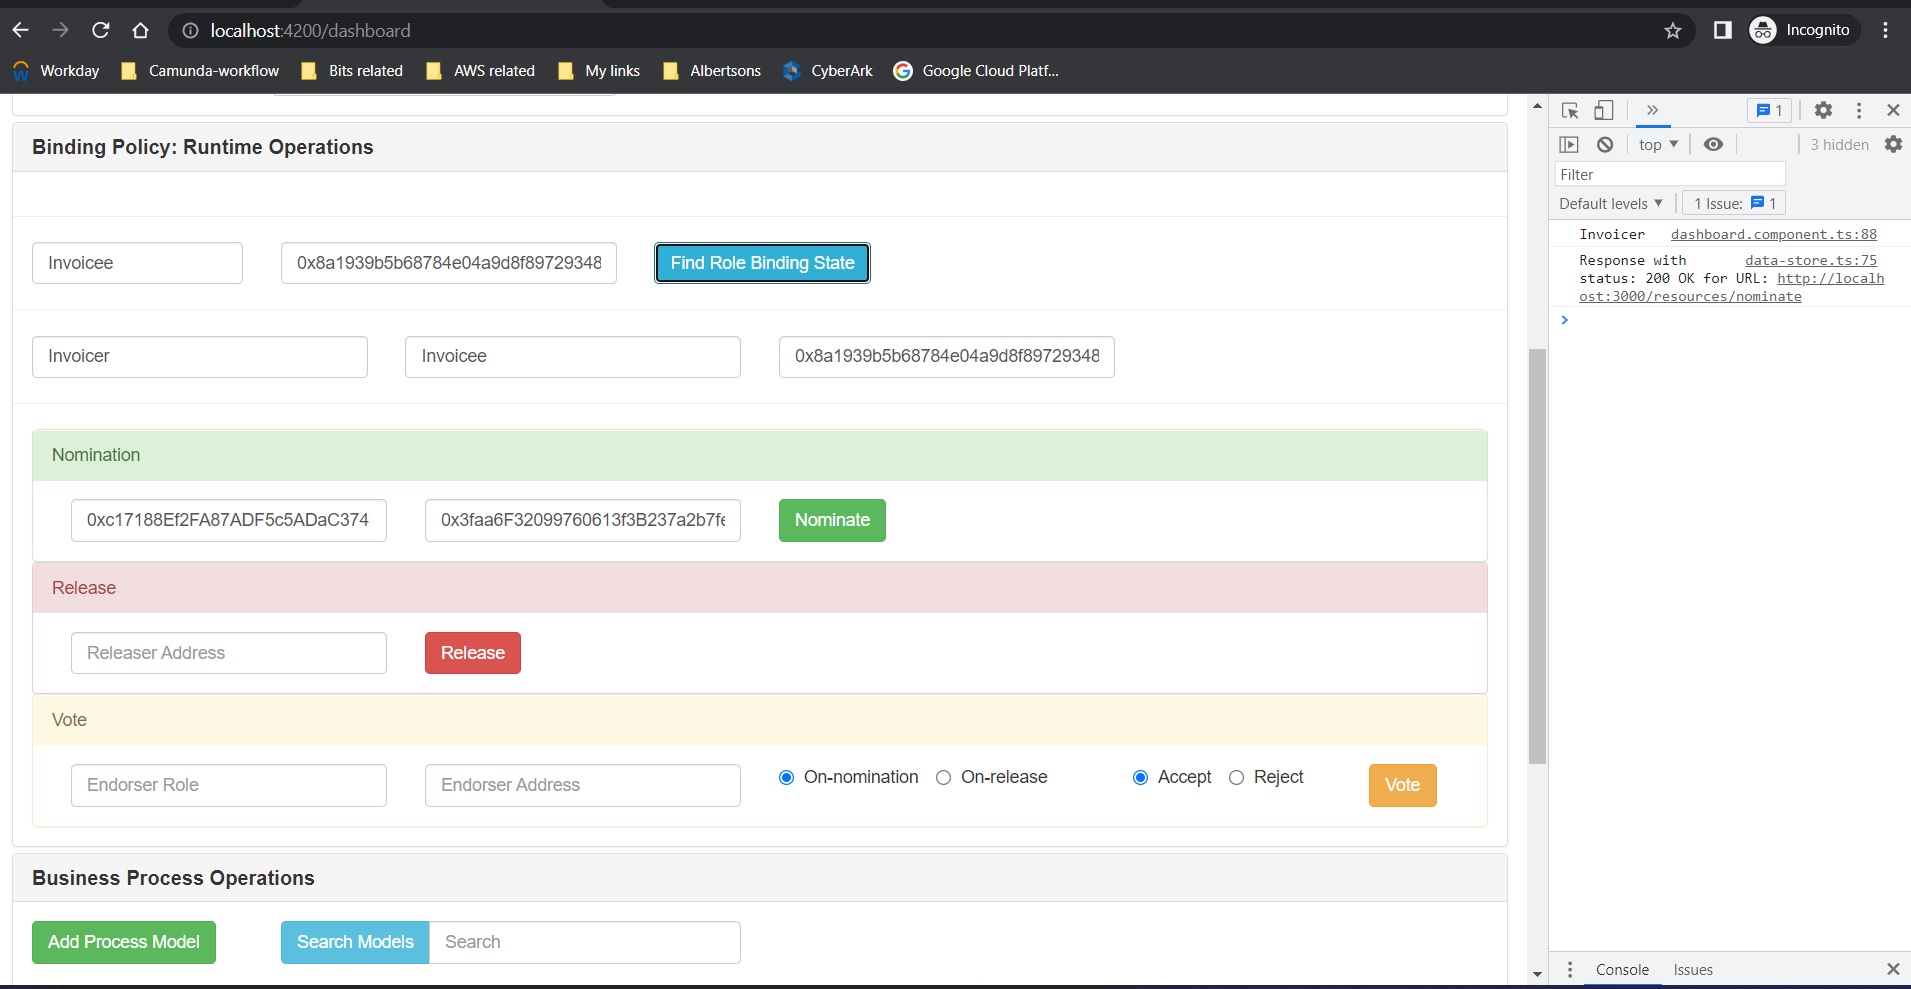 localhost:4200/dashboard
Incognito
Workday Camunda-workflow Bits related AWS related My links Albertsons CyberArk Google Cloud Platf...
Binding Policy: Runtime Operations
Invoicee 0x8a1939b5b68784e04a9d8f89729348 Find Role Binding State
Invoicer Invoicee 0x8a1939b5b68784e04a9d8f89729348
Nomination
0xc17188Ef2FA87ADF5c5ADaC374 0x3faa6F32099760613f3B237a2b7fe Nominate
Release
Releaser Address Release
Vote
Endorser Role Endorser Address On-nomination On-release Accept Reject Vote
Business Process Operations
Add Process Model Search Models Search
1
top 3 hidden
Filter
Default levels 1 Issue: 1
Invoicer dashboard.component.ts:88
Response with data-store.ts:75
status: 200 OK for URL: http://localh
ost:3000/resources/nominate
Console Issues